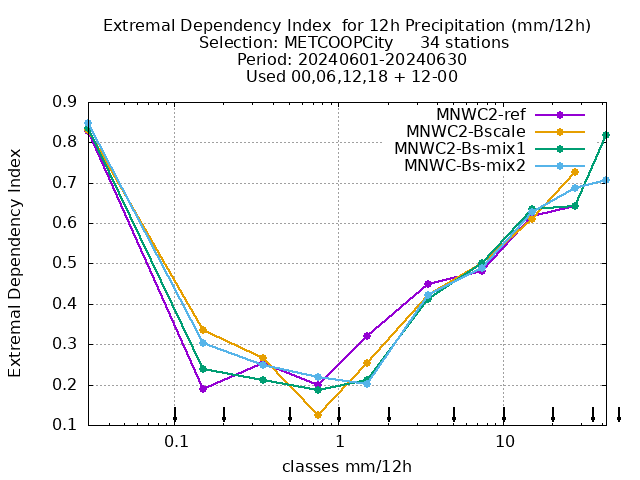 Extremal Dependency Index  for 12h Precipitation (mm/12h)
Selection: METCOOPCity     34 stations
Period: 20240601-20240630
Used 00,06,12,18 + 12-00
MNWC2-ref
MNWC2-Bscale
MNWC2-Bs-mix1
MNWC-Bs-mix2
Extremal Dependency Index
0.9
0.8
0.7
0.6
0.5
0.4
0.3
0.2
0.1
0.1 1 10
classes mm/12h